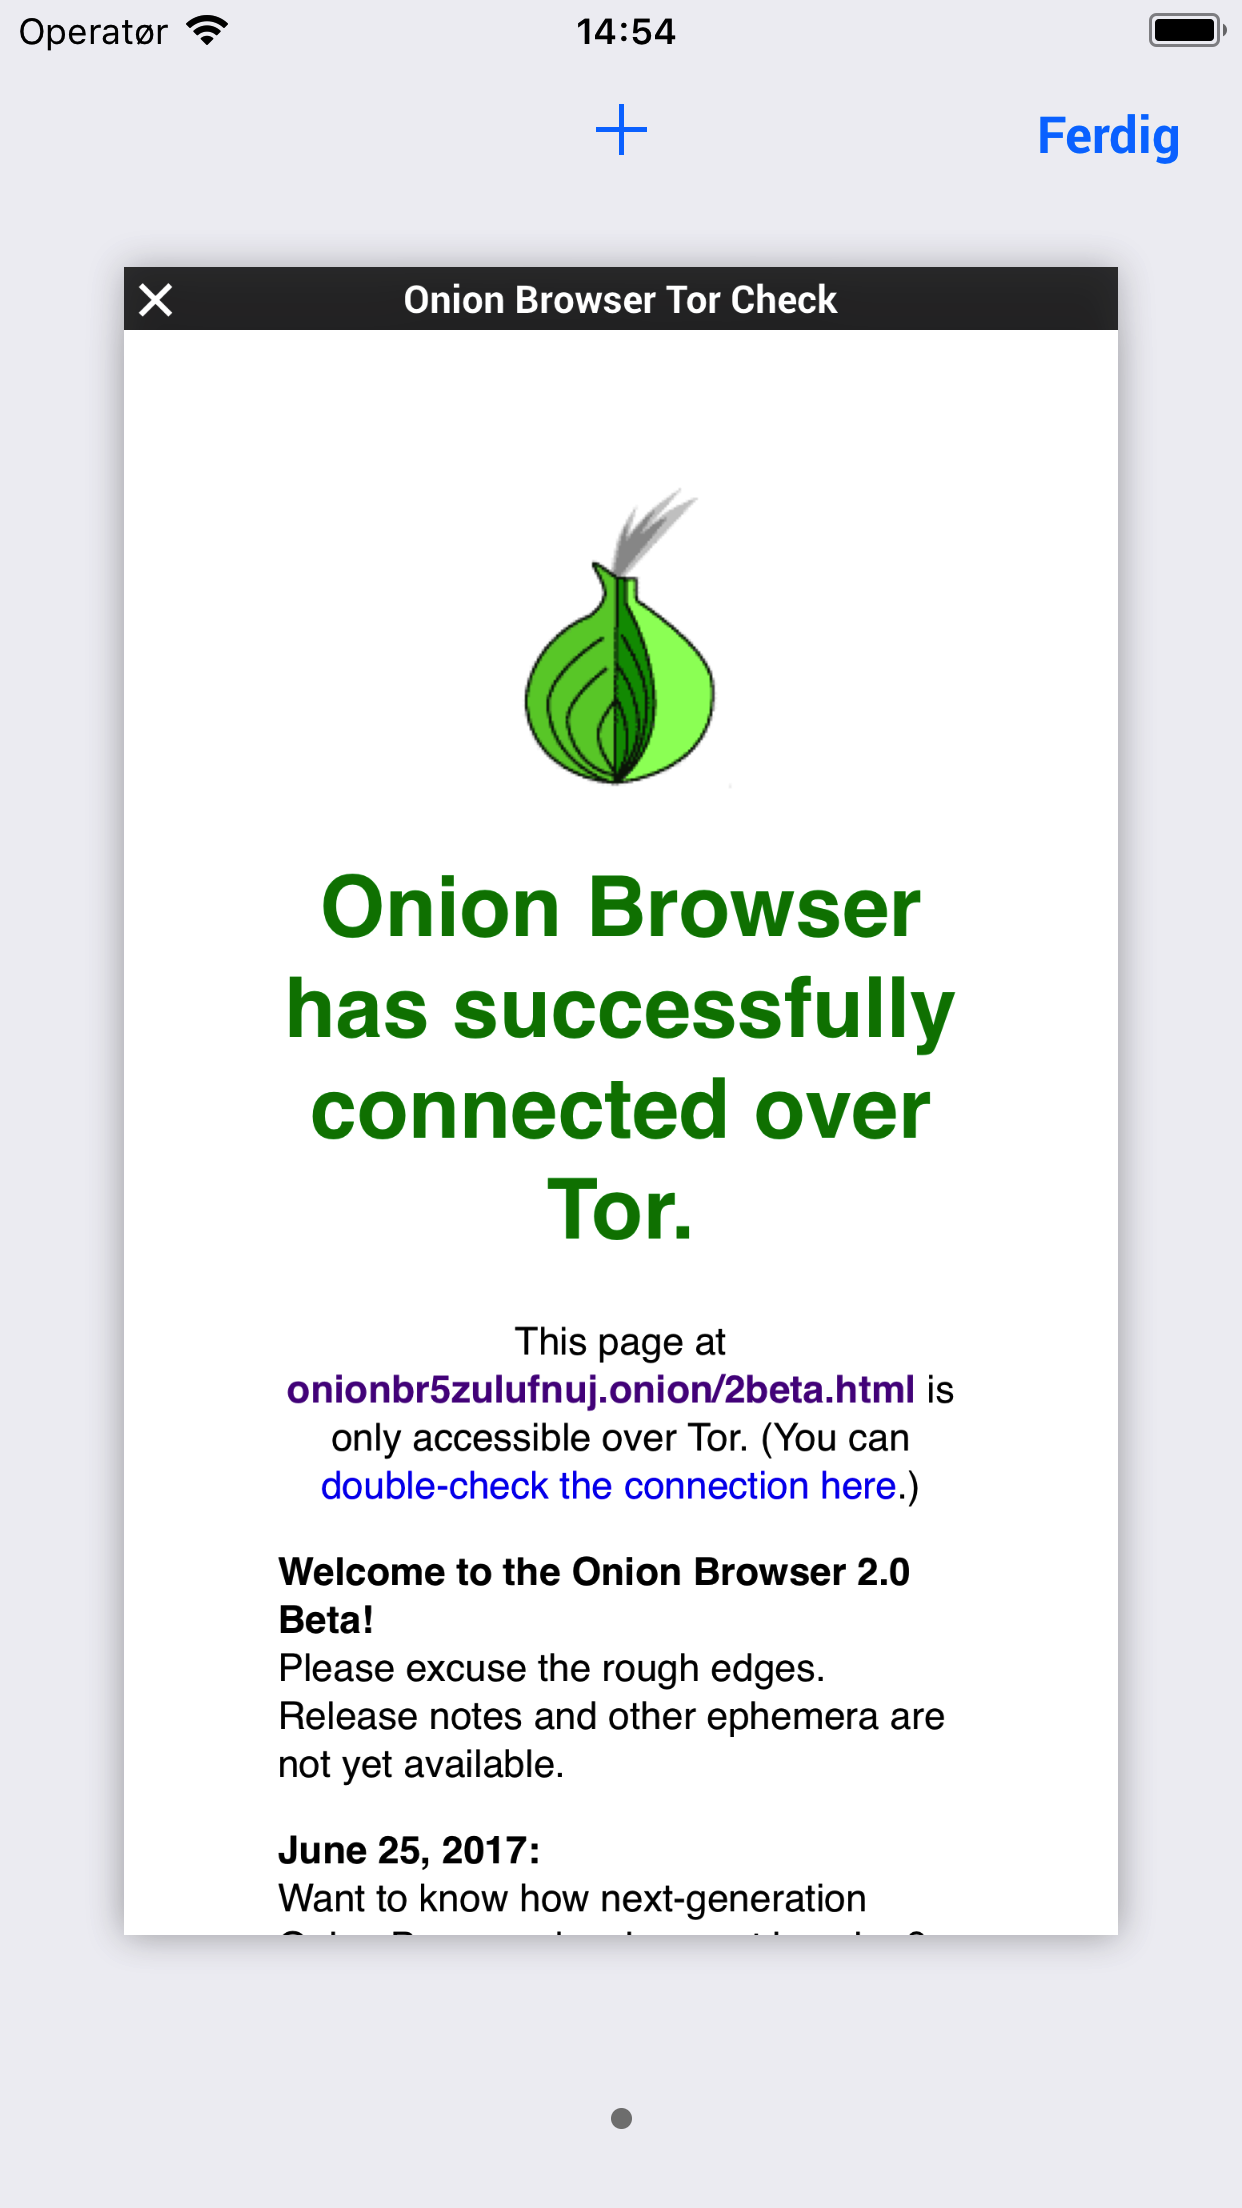 Operatør
14:54
Ferdig
Onion Browser Tor Check
Onion Browser
has successfully
connected over
Tor.
This page at
onionbr5zulufnuj.onion/2beta.html is
only accessible over Tor. (You can
double-check the connection here.)
Welcome to the Onion Browser 2.0
Beta!
Please excuse the rough edges.
Release notes and other ephemera are
not yet available.
June 25, 2017:
Want to know how next-generation